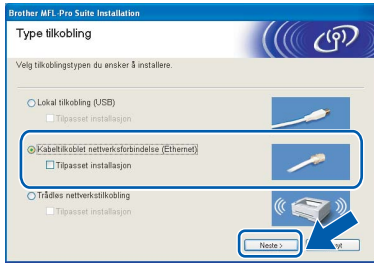 Brother MFL-Pro Suite Installation
Type tilkobling
Velg tilkoblingstypen du ønsker å installere.
Lokal tilkobling (USB)
Tilpasset installasjon
Kabeltilkoblet nettverksforbindelse (Ethernet)
Tilpasset installasjon
Trådløs nettverkstilkobling
Tilpasset installasjon
Neste >